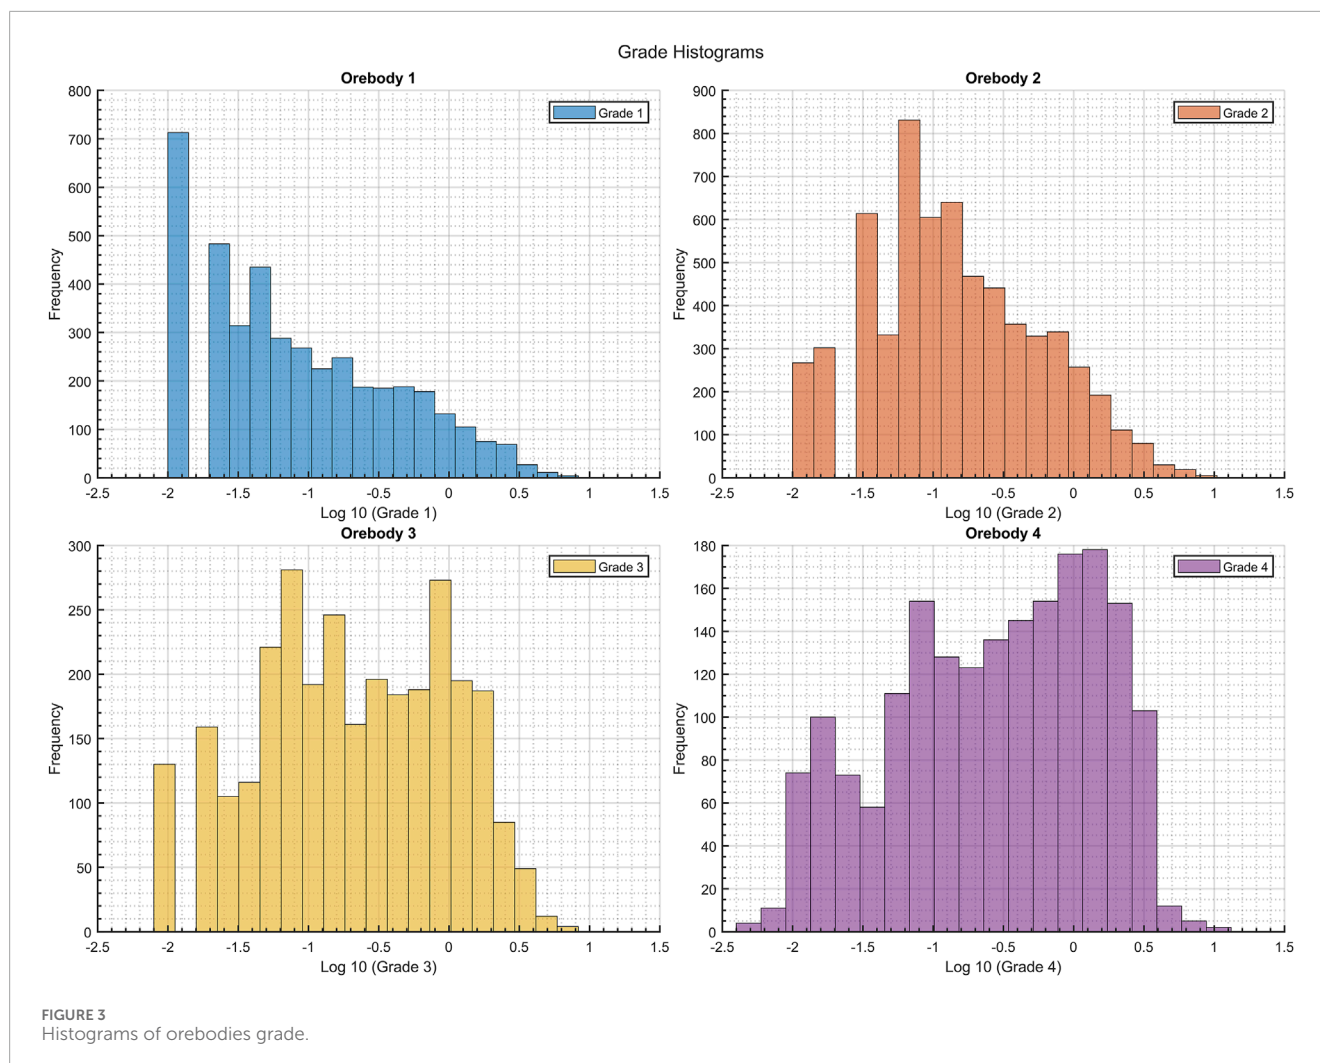 Grade Histograms
Orebody 1
Grade 1
800
700
600
500
400
300
200
100
0
Frequency
-2.5 -2 -1.5 -1 -0.5 0 0.5 1 1.5
Log 10 (Grade 1)
Orebody 2
Grade 2
900
800
700
600
500
400
300
200
100
0
Frequency
-2.5 -2 -1.5 -1 -0.5 0 0.5 1 1.5
Log 10 (Grade 2)
Orebody 3
Grade 3
300
250
200
150
100
50
0
Frequency
-2.5 -2 -1.5 -1 -0.5 0 0.5 1 1.5
Log 10 (Grade 3)
Orebody 4
Grade 4
180
160
140
120
100
80
60
40
20
0
Frequency
-2.5 -2 -1.5 -1 -0.5 0 0.5 1 1.5
Log 10 (Grade 4)
FIGURE 3
Histograms of orebodies grade.